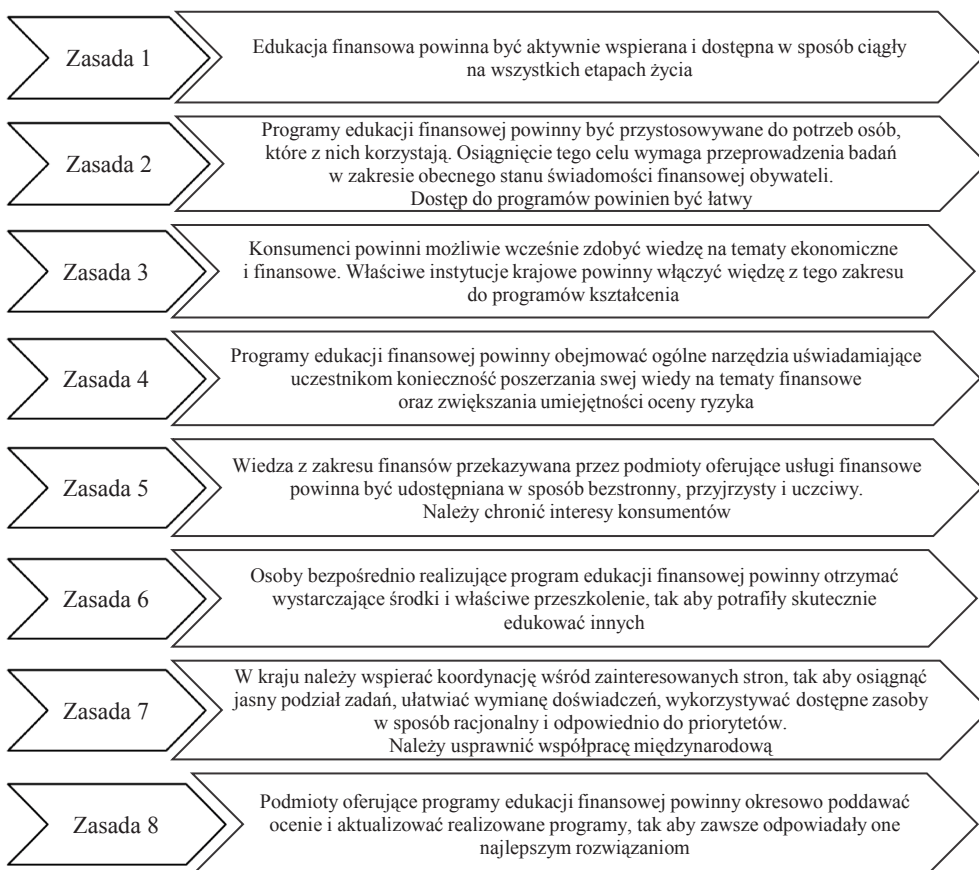 Zasada 1
Edukacja finansowa powinna być aktywnie wspierana i dostępna w sposób ciągły
na wszystkich etapach życia
Zasada 2
Programy edukacji finansowej powinny być przystosowywane do potrzeb osób,
które z nich korzystają. Osiągnięcie tego celu wymaga przeprowadzenia badań
w zakresie obecnego stanu świadomości finansowej obywateli.
Dostęp do programów powinien być łatwy
Zasada 3
Konsumenci powinni możliwie wcześnie zdobyć wiedzę na tematy ekonomiczne
i finansowe. Właściwe instytucje krajowe powinny włączyć więdzę z tego zakresu
do programów kształcenia
Zasada 4
Programy edukacji finansowej powinny obejmować ogólne narzędzia uświadamiające
uczestnikom konieczność poszerzania swej wiedy na tematy finansowe
oraz zwiększania umiejętności oceny ryzyka
Zasada 5
Wiedza z zakresu finansów przekazywana przez podmioty oferujące usługi finansowe
powinna być udostępniana w sposób bezstronny, przyjrzysty i uczciwy.
Należy chronić interesy konsumentów
Zasada 6
Osoby bezpośrednio realizujące program edukacji finansowej powinny otrzymać
wystarczające środki i właściwe przeszkolenie, tak aby potrafiły skutecznie
edukować innych
Zasada 7
W kraju należy wspierać koordynację wśród zainteresowanych stron, tak aby osiągnąć
jasny podział zadań, ułatwiać wymianę doświadczeń, wykorzystywać dostępne zasoby
w sposób racjonalny i odpowiednio do priorytetów.
Należy usprawnić współpracę międzynarodową
Zasada 8
Podmioty oferujące programy edukacji finansowej powinny okresowo poddawać
ocenie i aktualizować realizowane programy, tak aby zawsze odpowiadały one
najlepszym rozwiązaniom